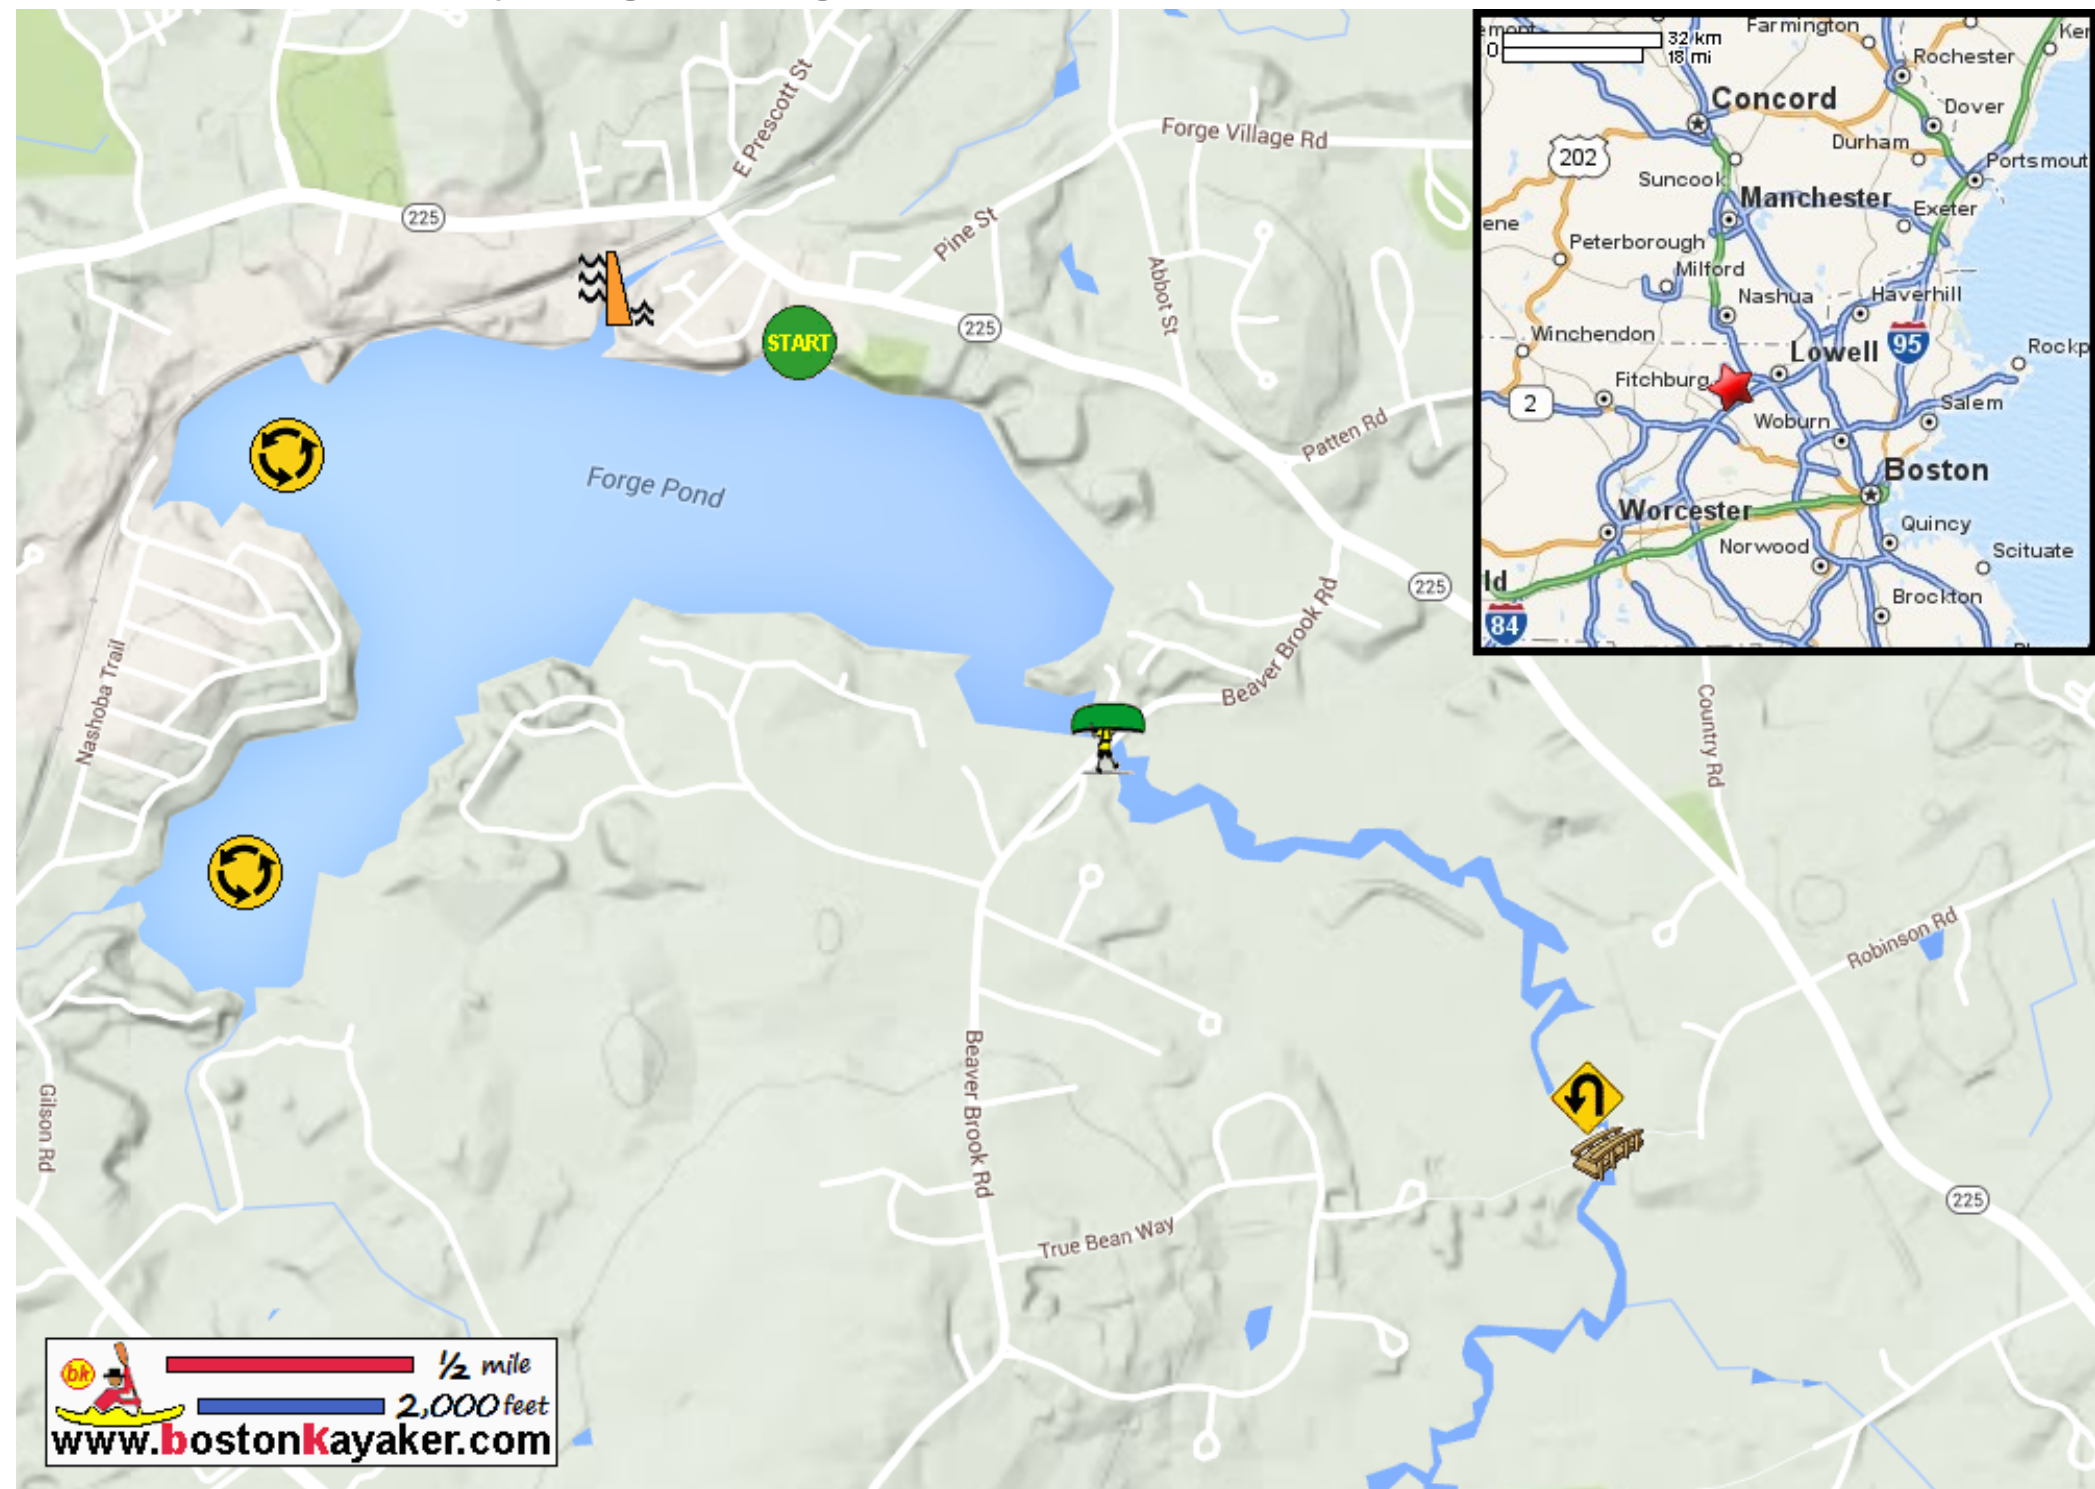 E Prescott St
Forge Village Rd
225
Pine St
Abbot St
START
225
Patten Rd
Forge Pond
225
Beaver Brook Rd
Nashoba Trail
Country Rd
Robinson Rd
Beaver Brook Rd
Gilson Rd
True Bean Way
225
0
32 km
18 mi
Farmington
Rochester
Concord
Dover
202
Durham
Portsmout
Suncook
Manchester
Exeter
ene
Peterborough
Milford
Nashua
Haverhill
Winchendon
Lowell
95
Rockp
Fitchburg
2
Salem
Woburn
Boston
Worcester
Quincy
Norwood
Scituate
ld
Brockton
84
bk
½ mile
2,000 feet
www.bostonkayaker.com